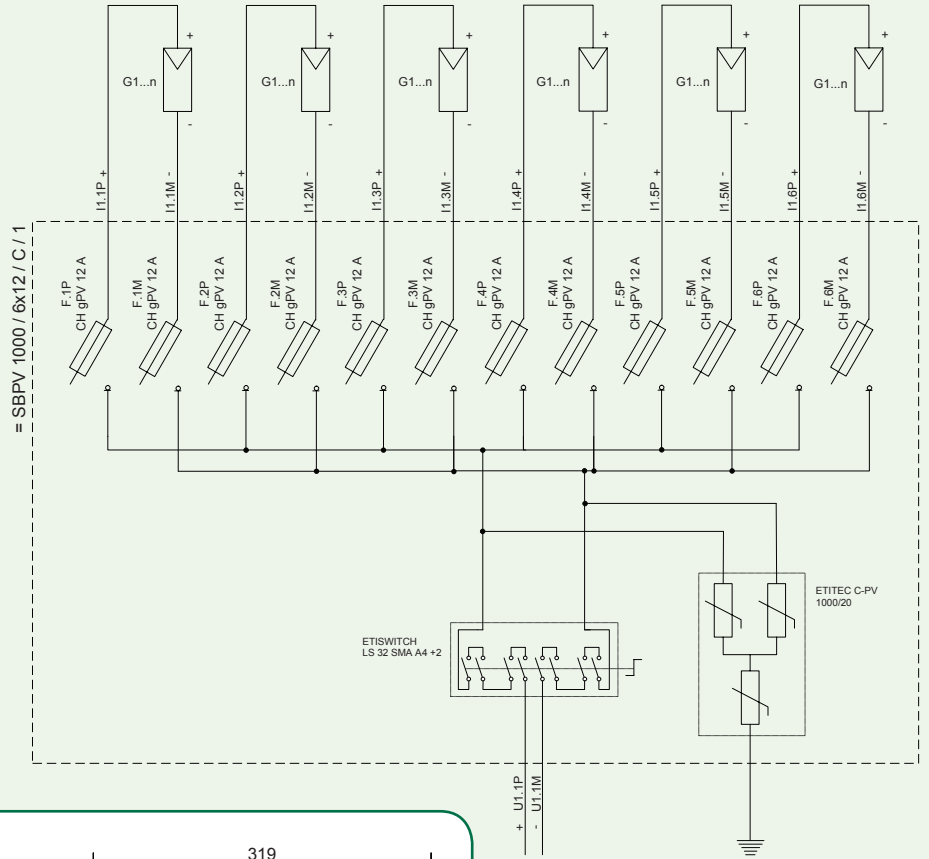 + + + + + +
G1...n G1...n G1...n G1...n G1...n G1...n
- - - - - -
I1.1P +
I1.1M -
I1.2P +
I1.2M -
I1.3P +
I1.3M -
I1.4P +
I1.4M -
I1.5P +
I1.5M -
I1.6P +
I1.6M -
= SBPV 1000 / 6x12 / C / 1
F.1P
CH gPV 12 A
F.1M
CH gPV 12 A
F.2P
CH gPV 12 A
F.2M
CH gPV 12 A
F.3P
CH gPV 12 A
F.3M
CH gPV 12 A
F.4P
CH gPV 12 A
F.4M
CH gPV 12 A
F.5P
CH gPV 12 A
F.5M
CH gPV 12 A
F.6P
CH gPV 12 A
F.6M
CH gPV 12 A
ETITEC C-PV
1000/20
ETISWITCH
LS 32 SMA A4 +2
+ U1.1P
- U1.1M
319